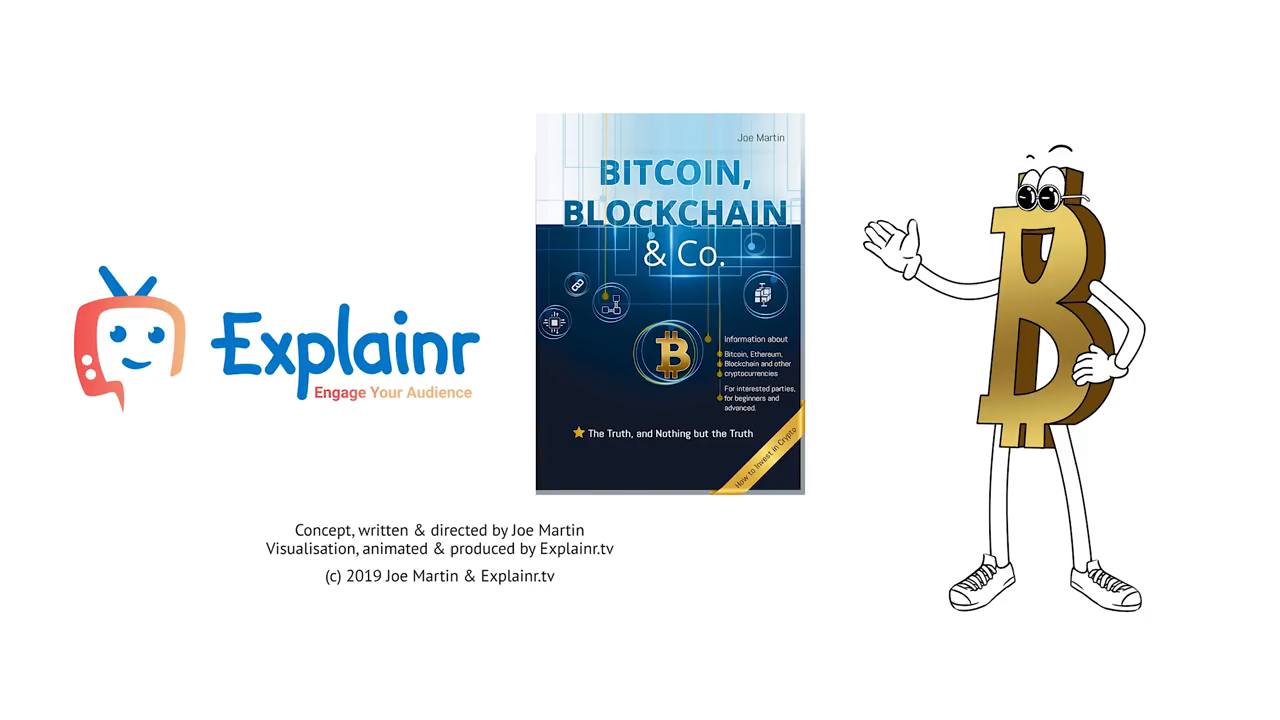 Explainr
Engage Your Audience
Joe Martin
BITCOIN,
BLOCKCHAIN
& Co.
Information about
Bitcoin, Ethereum,
Blockchain and other
cryptocurrencies
For interested parties,
for beginners and
advanced.
The Truth, and Nothing but the Truth
How to Invest in Crypto
Concept, written & directed by Joe Martin
Visualisation, animated & produced by Explainr.tv
(c) 2019 Joe Martin & Explainr.tv